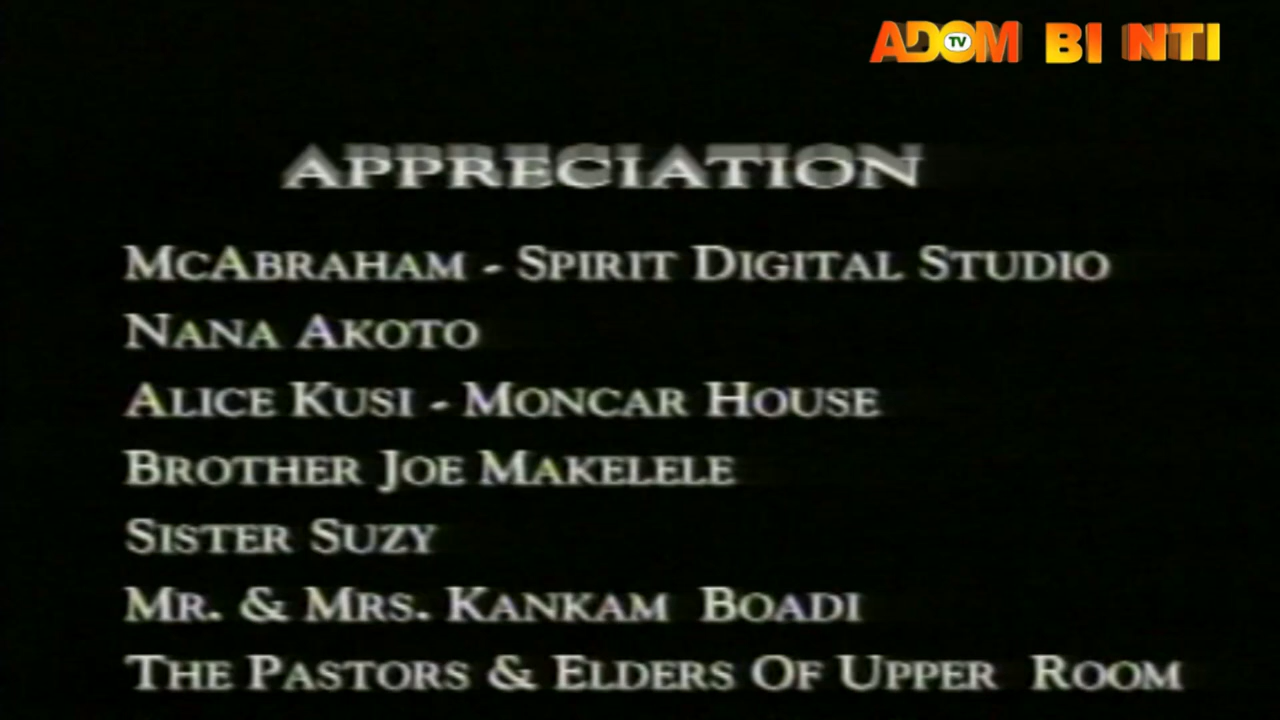 ADOM TV BI NTI
APPRECIATION
MCABRAHAM - SPIRIT DIGITAL STUDIO
NANA AKOTO
ALICE KUSI - MONCAR HOUSE
BROTHER JOE MAKELELE
SISTER SUZY
MR. & MRS. KANKAM BOADI
THE PASTORS & ELDERS OF UPPER ROOM